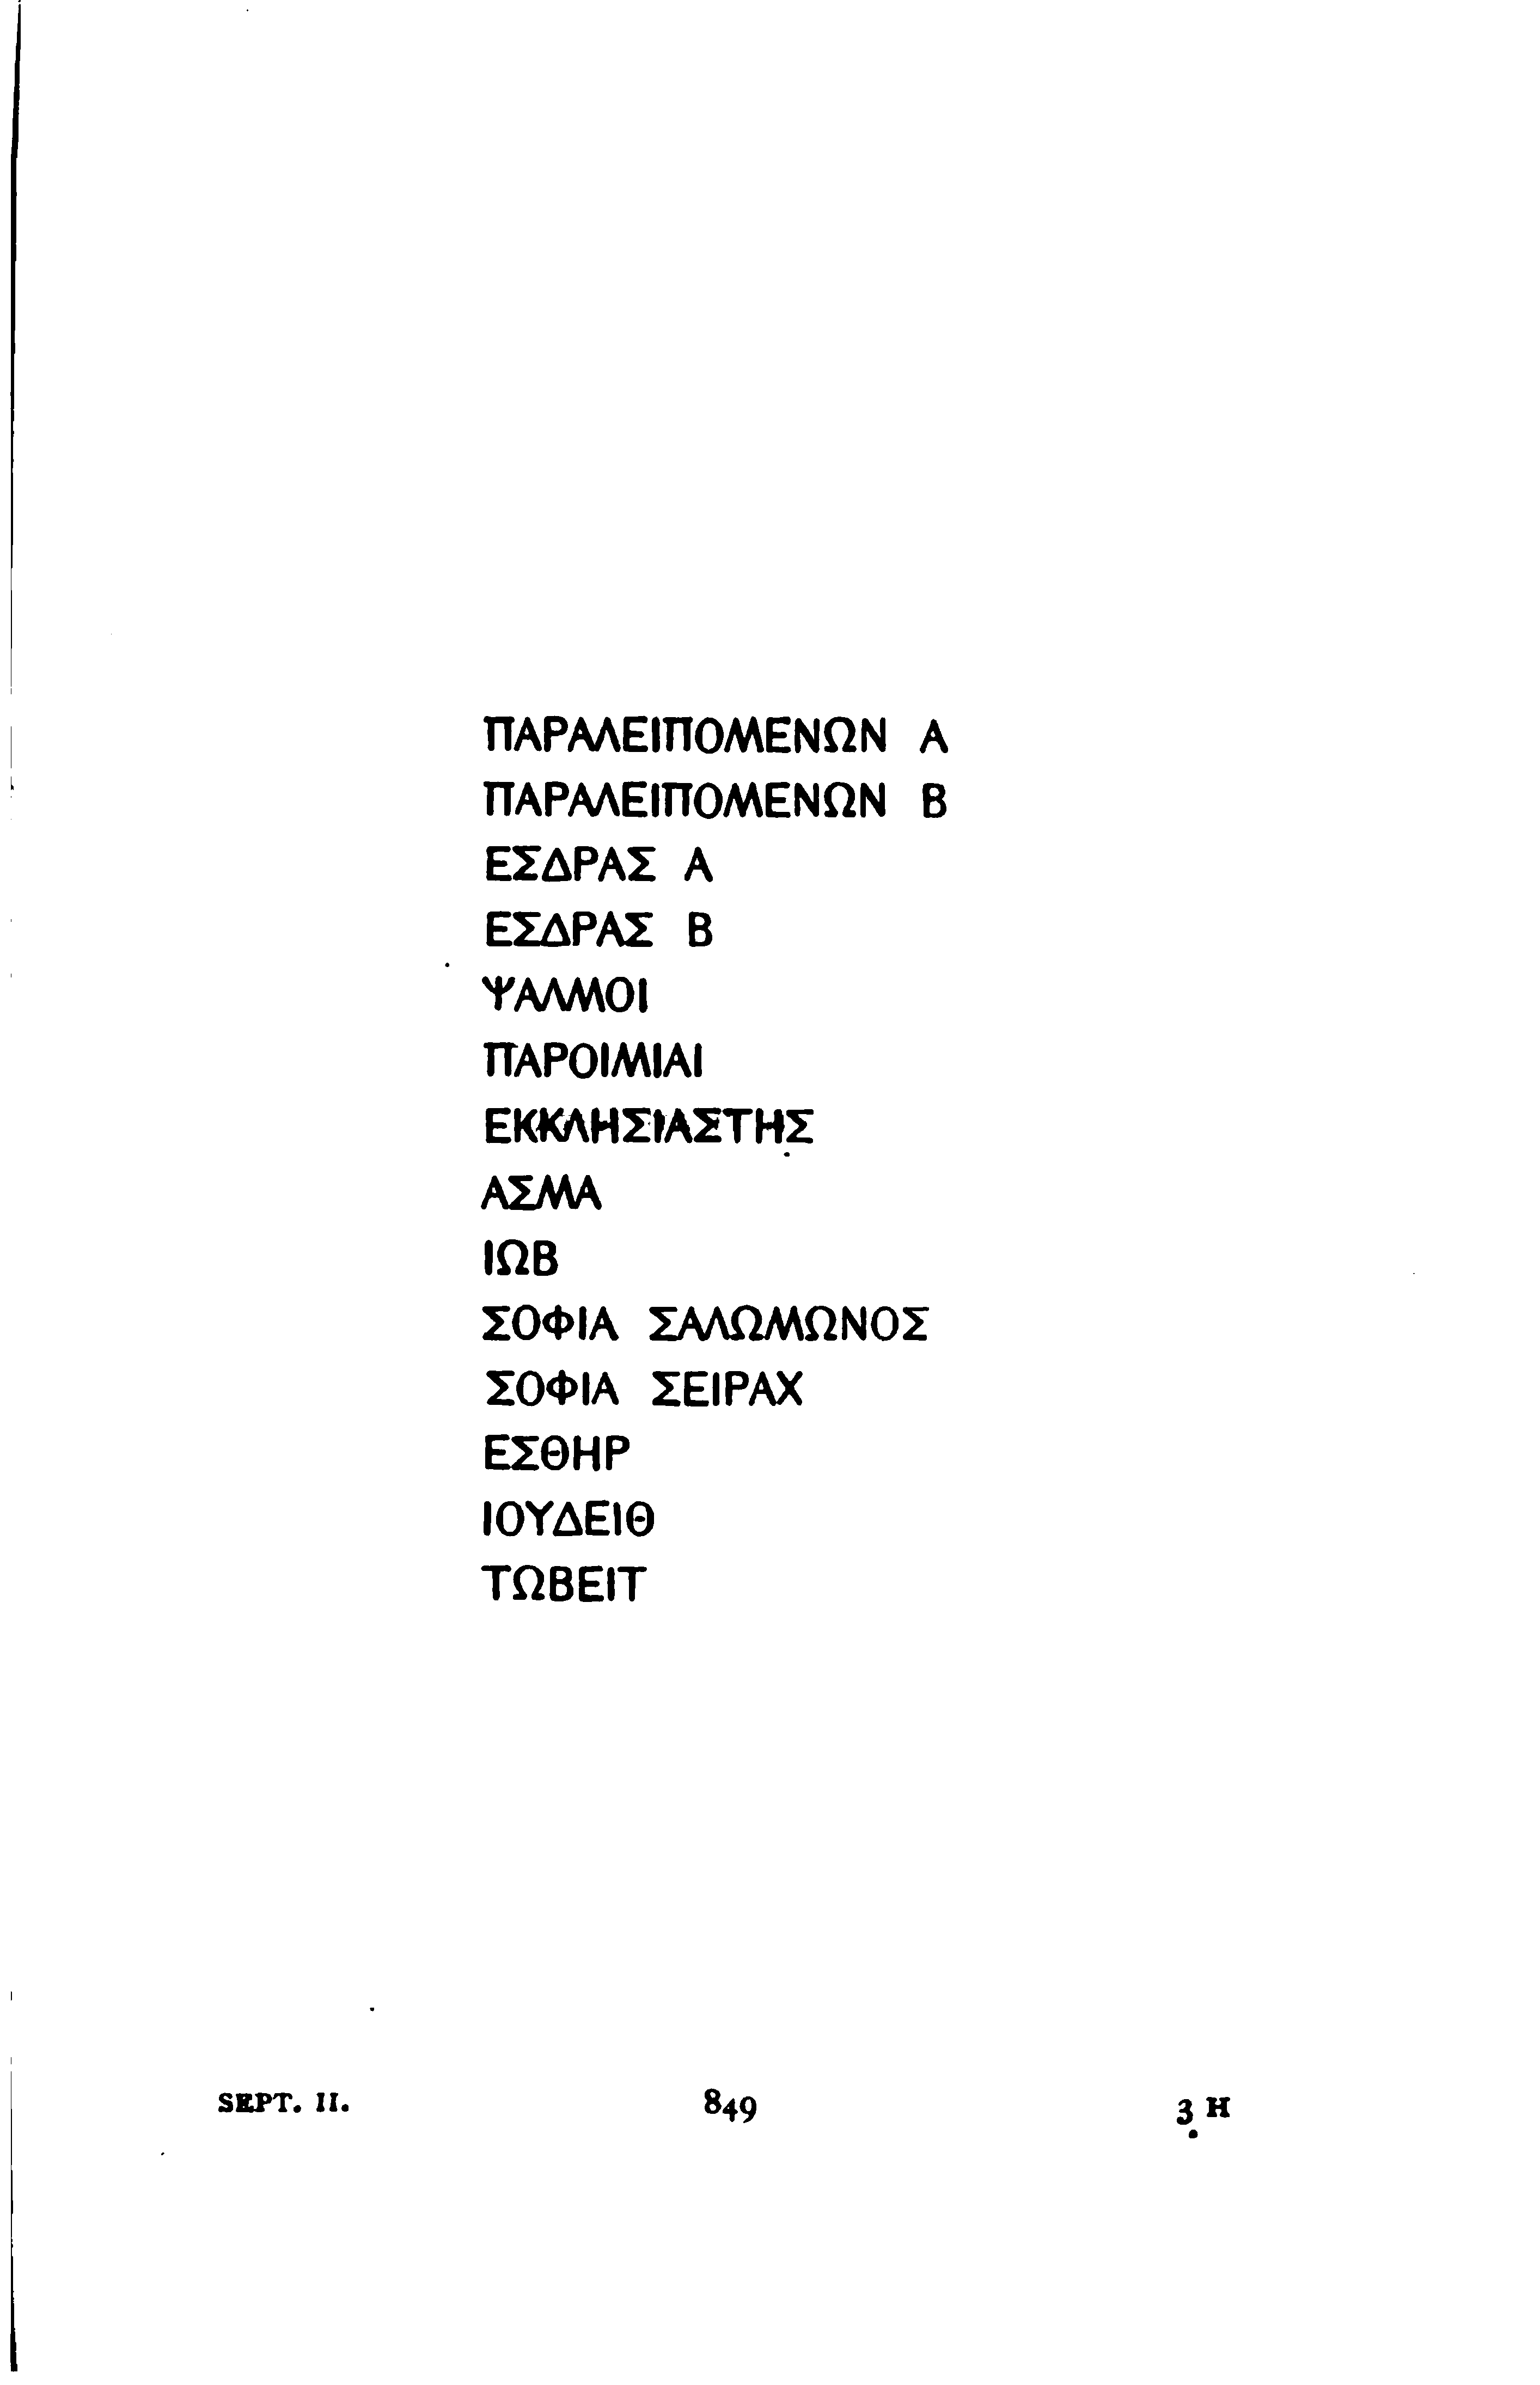 ΠΑΡΑΛΕΙΠΟΜΕΝΩΝ Α
ΠΑΡΑΛΕΙΠΟΜΕΝΩΝ Β
ΕΣΔΡΑΣ Α
ΕΣΔΡΑΣ Β
ΨΑΛΜΟΙ
ΠΑΡΟΙΜΙΑΙ
ΕΚΚΛΗΣΙΑΣΤΗΣ
ΑΣΜΑ
ΙΩΒ
ΣΟΦΙΑ ΣΑΛΩΜΩΝΟΣ
ΣΟΦΙΑ ΣΕΙΡΑΧ
ΕΣΘΗΡ
ΙΟΥΔΕΙΘ
ΤΩΒΕΙΤ
SEPT. II. 849 3 H